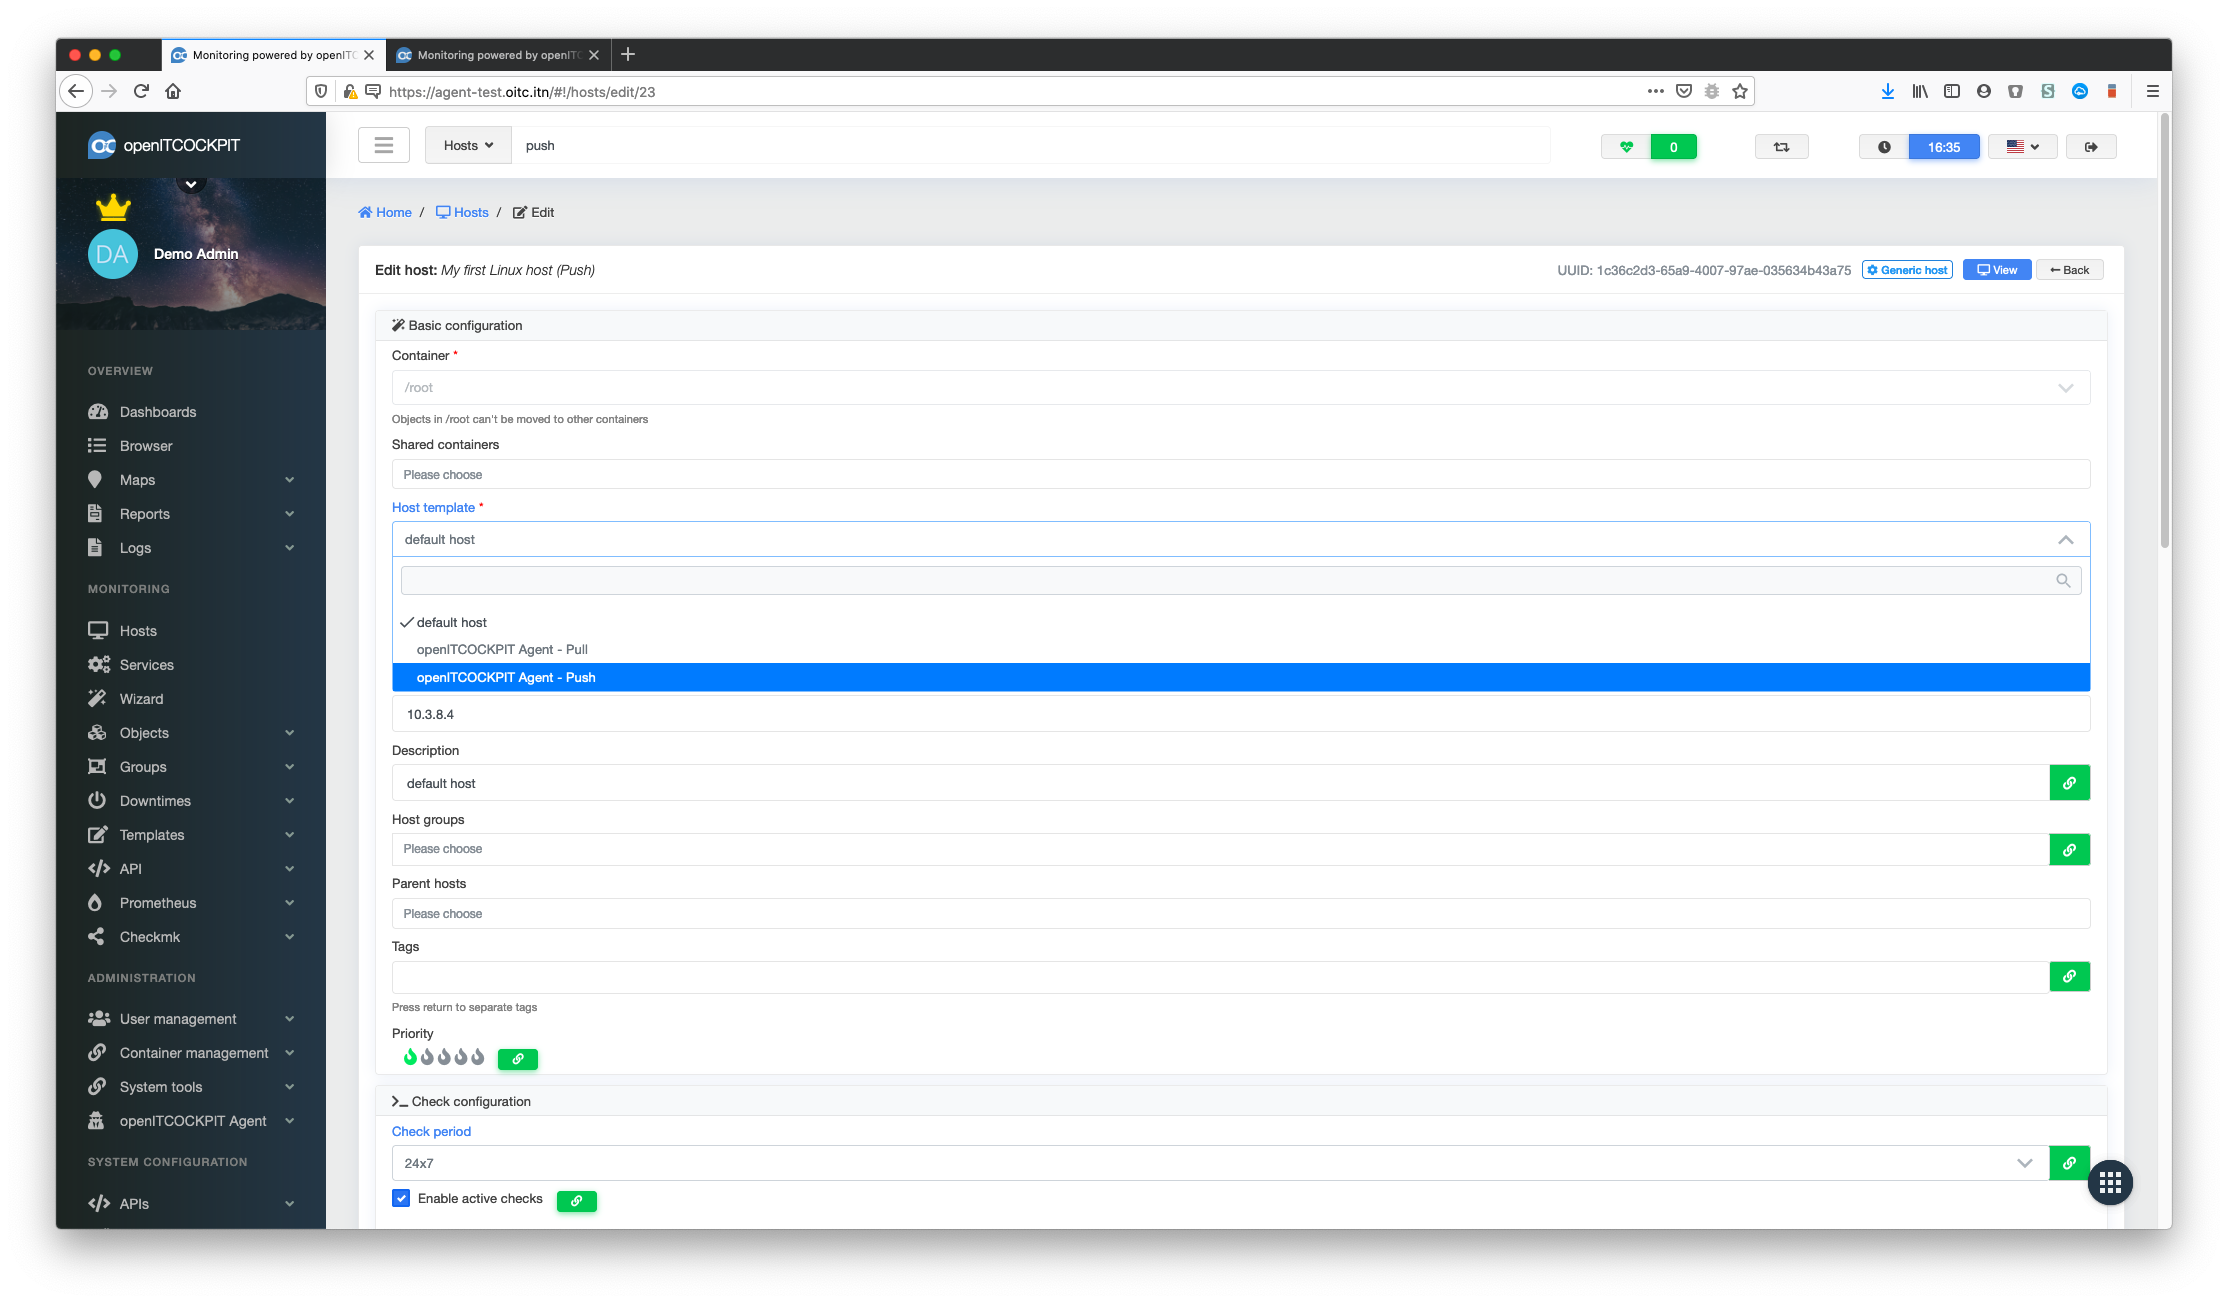 Monitoring powered by openITC
Monitoring powered by openITC
https://agent-test.oitc.itn/#!/hosts/edit/23
openITCOCKPIT
Hosts
push
0
16:35
DA
Demo Admin
Home / Hosts / Edit
Edit host: My first Linux host (Push)
UUID: 1c36c2d3-65a9-4007-97ae-035634b43a75
Generic host
View
Back
OVERVIEW
Dashboards
Browser
Maps
Reports
Logs
MONITORING
Hosts
Services
Wizard
Objects
Groups
Downtimes
Templates
API
Prometheus
Checkmk
ADMINISTRATION
User management
Container management
System tools
openITCOCKPIT Agent
SYSTEM CONFIGURATION
APIs
Basic configuration
Container *
/root
Objects in /root can't be moved to other containers
Shared containers
Please choose
Host template *
default host
default host
openITCOCKPIT Agent - Pull
openITCOCKPIT Agent - Push
10.3.8.4
Description
default host
Host groups
Please choose
Parent hosts
Please choose
Tags
Press return to separate tags
Priority
Check configuration
Check period
24x7
Enable active checks